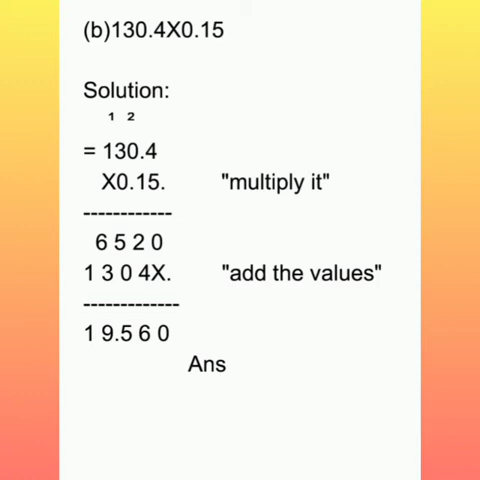 (b)130.4X0.15
Solution:
1 2
= 130.4
X0.15. "multiply it"
------------
6 5 2 0
1 3 0 4X. "add the values"
-------------
1 9.5 6 0
Ans